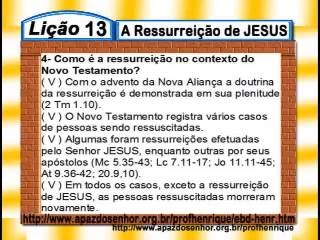 Lição 13
A Ressurreição de JESUS
4- Como é a ressurreição no contexto do
Novo Testamento?
( V ) Com o advento da Nova Aliança a doutrina
da ressurreição é demonstrada em sua plenitude
(2 Tm 1.10).
( V ) O Novo Testamento registra vários casos
de pessoas sendo ressuscitadas.
( V ) Algumas foram ressurreições efetuadas
pelo Senhor JESUS, enquanto outras por seus
apóstolos (Mc 5.35-43; Lc 7.11-17; Jo 11.11-45;
At 9.36-42; 20.9,10).
( V ) Em todos os casos, exceto a ressurreição
de JESUS, as pessoas ressuscitadas morreram
novamente.
http://www.apazdosenhor.org.br/profhenrique/ebd-henr.htm
http://www.apazdosenhor.org.br/profhenrique